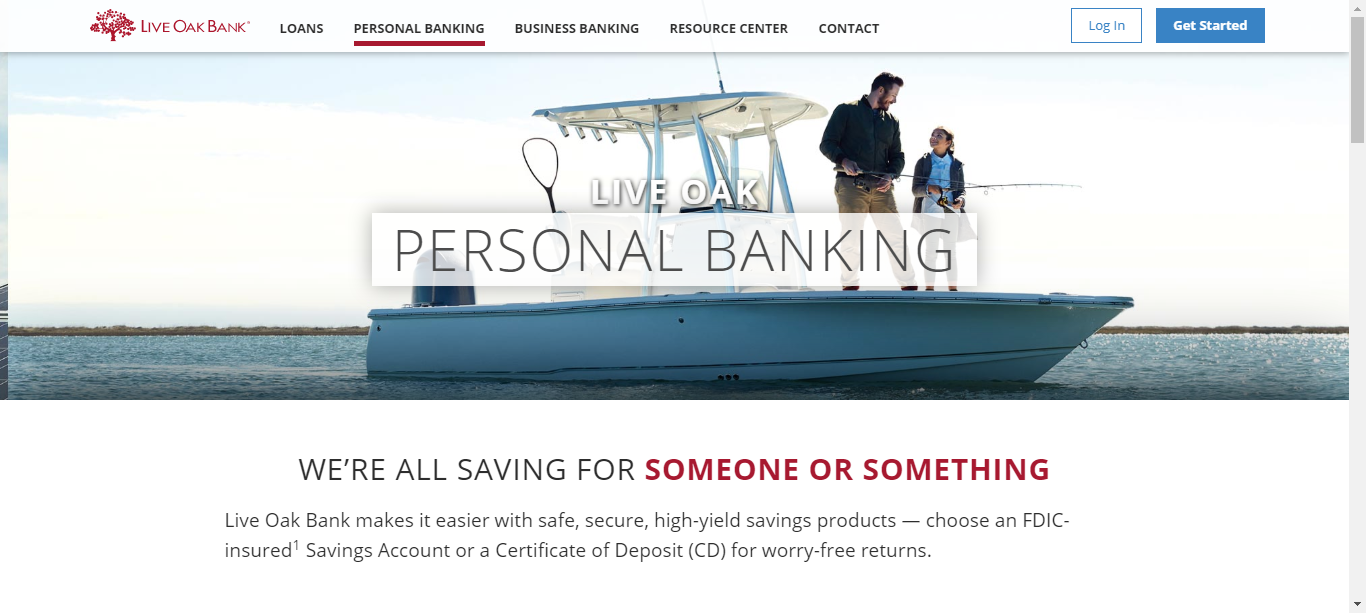 LIVE OAK BANK®
LOANS
PERSONAL BANKING
BUSINESS BANKING
RESOURCE CENTER
CONTACT
Log In
Get Started
LIVE OAK
PERSONAL BANKING
WE’RE ALL SAVING FOR SOMEONE OR SOMETHING
Live Oak Bank makes it easier with safe, secure, high-yield savings products — choose an FDIC-
insured1 Savings Account or a Certificate of Deposit (CD) for worry-free returns.